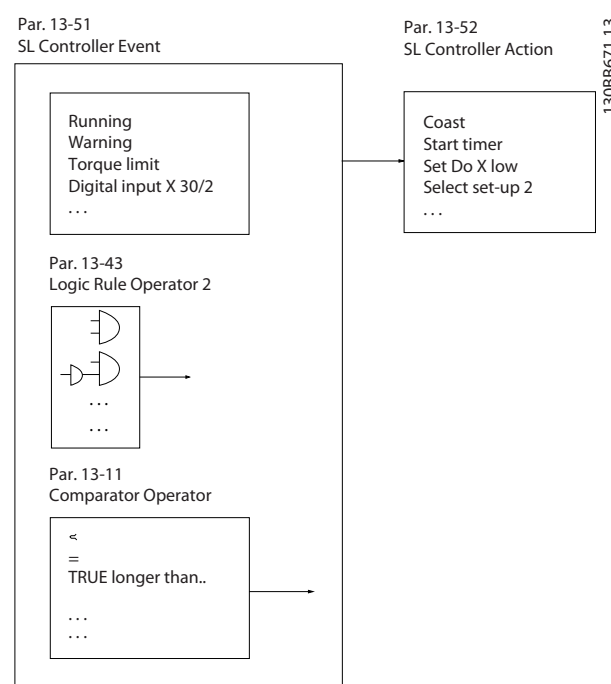 Par. 13-51
SL Controller Event
Running
Warning
Torque limit
Digital input X 30/2
. . .
Par. 13-43
Logic Rule Operator 2
. . .
. . .
Par. 13-11
Comparator Operator
<
=
TRUE longer than..
. . .
. . .
Par. 13-52
SL Controller Action
Coast
Start timer
Set Do X low
Select set-up 2
. . .
130BB671.13